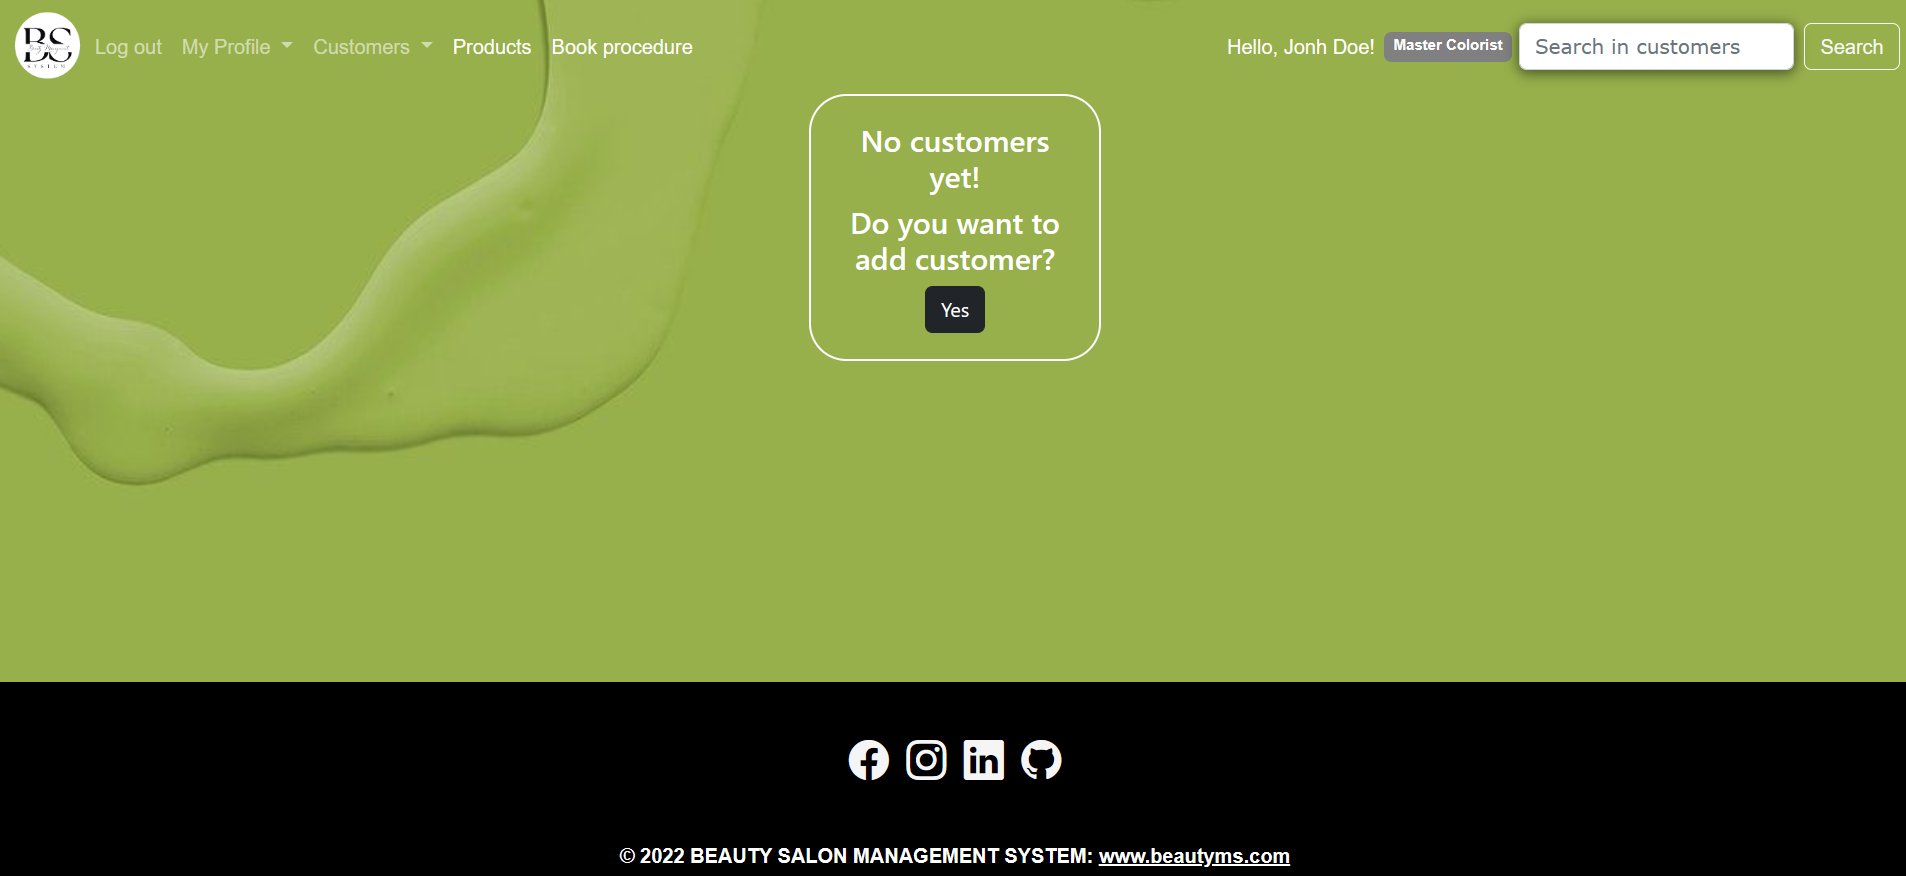 BS
Log out My Profile Customers Products Book procedure
Hello, Jonh Doe! Master Colorist Search in customers Search
No customers
yet!
Do you want to
add customer?
Yes
© 2022 BEAUTY SALON MANAGEMENT SYSTEM: www.beautyms.com